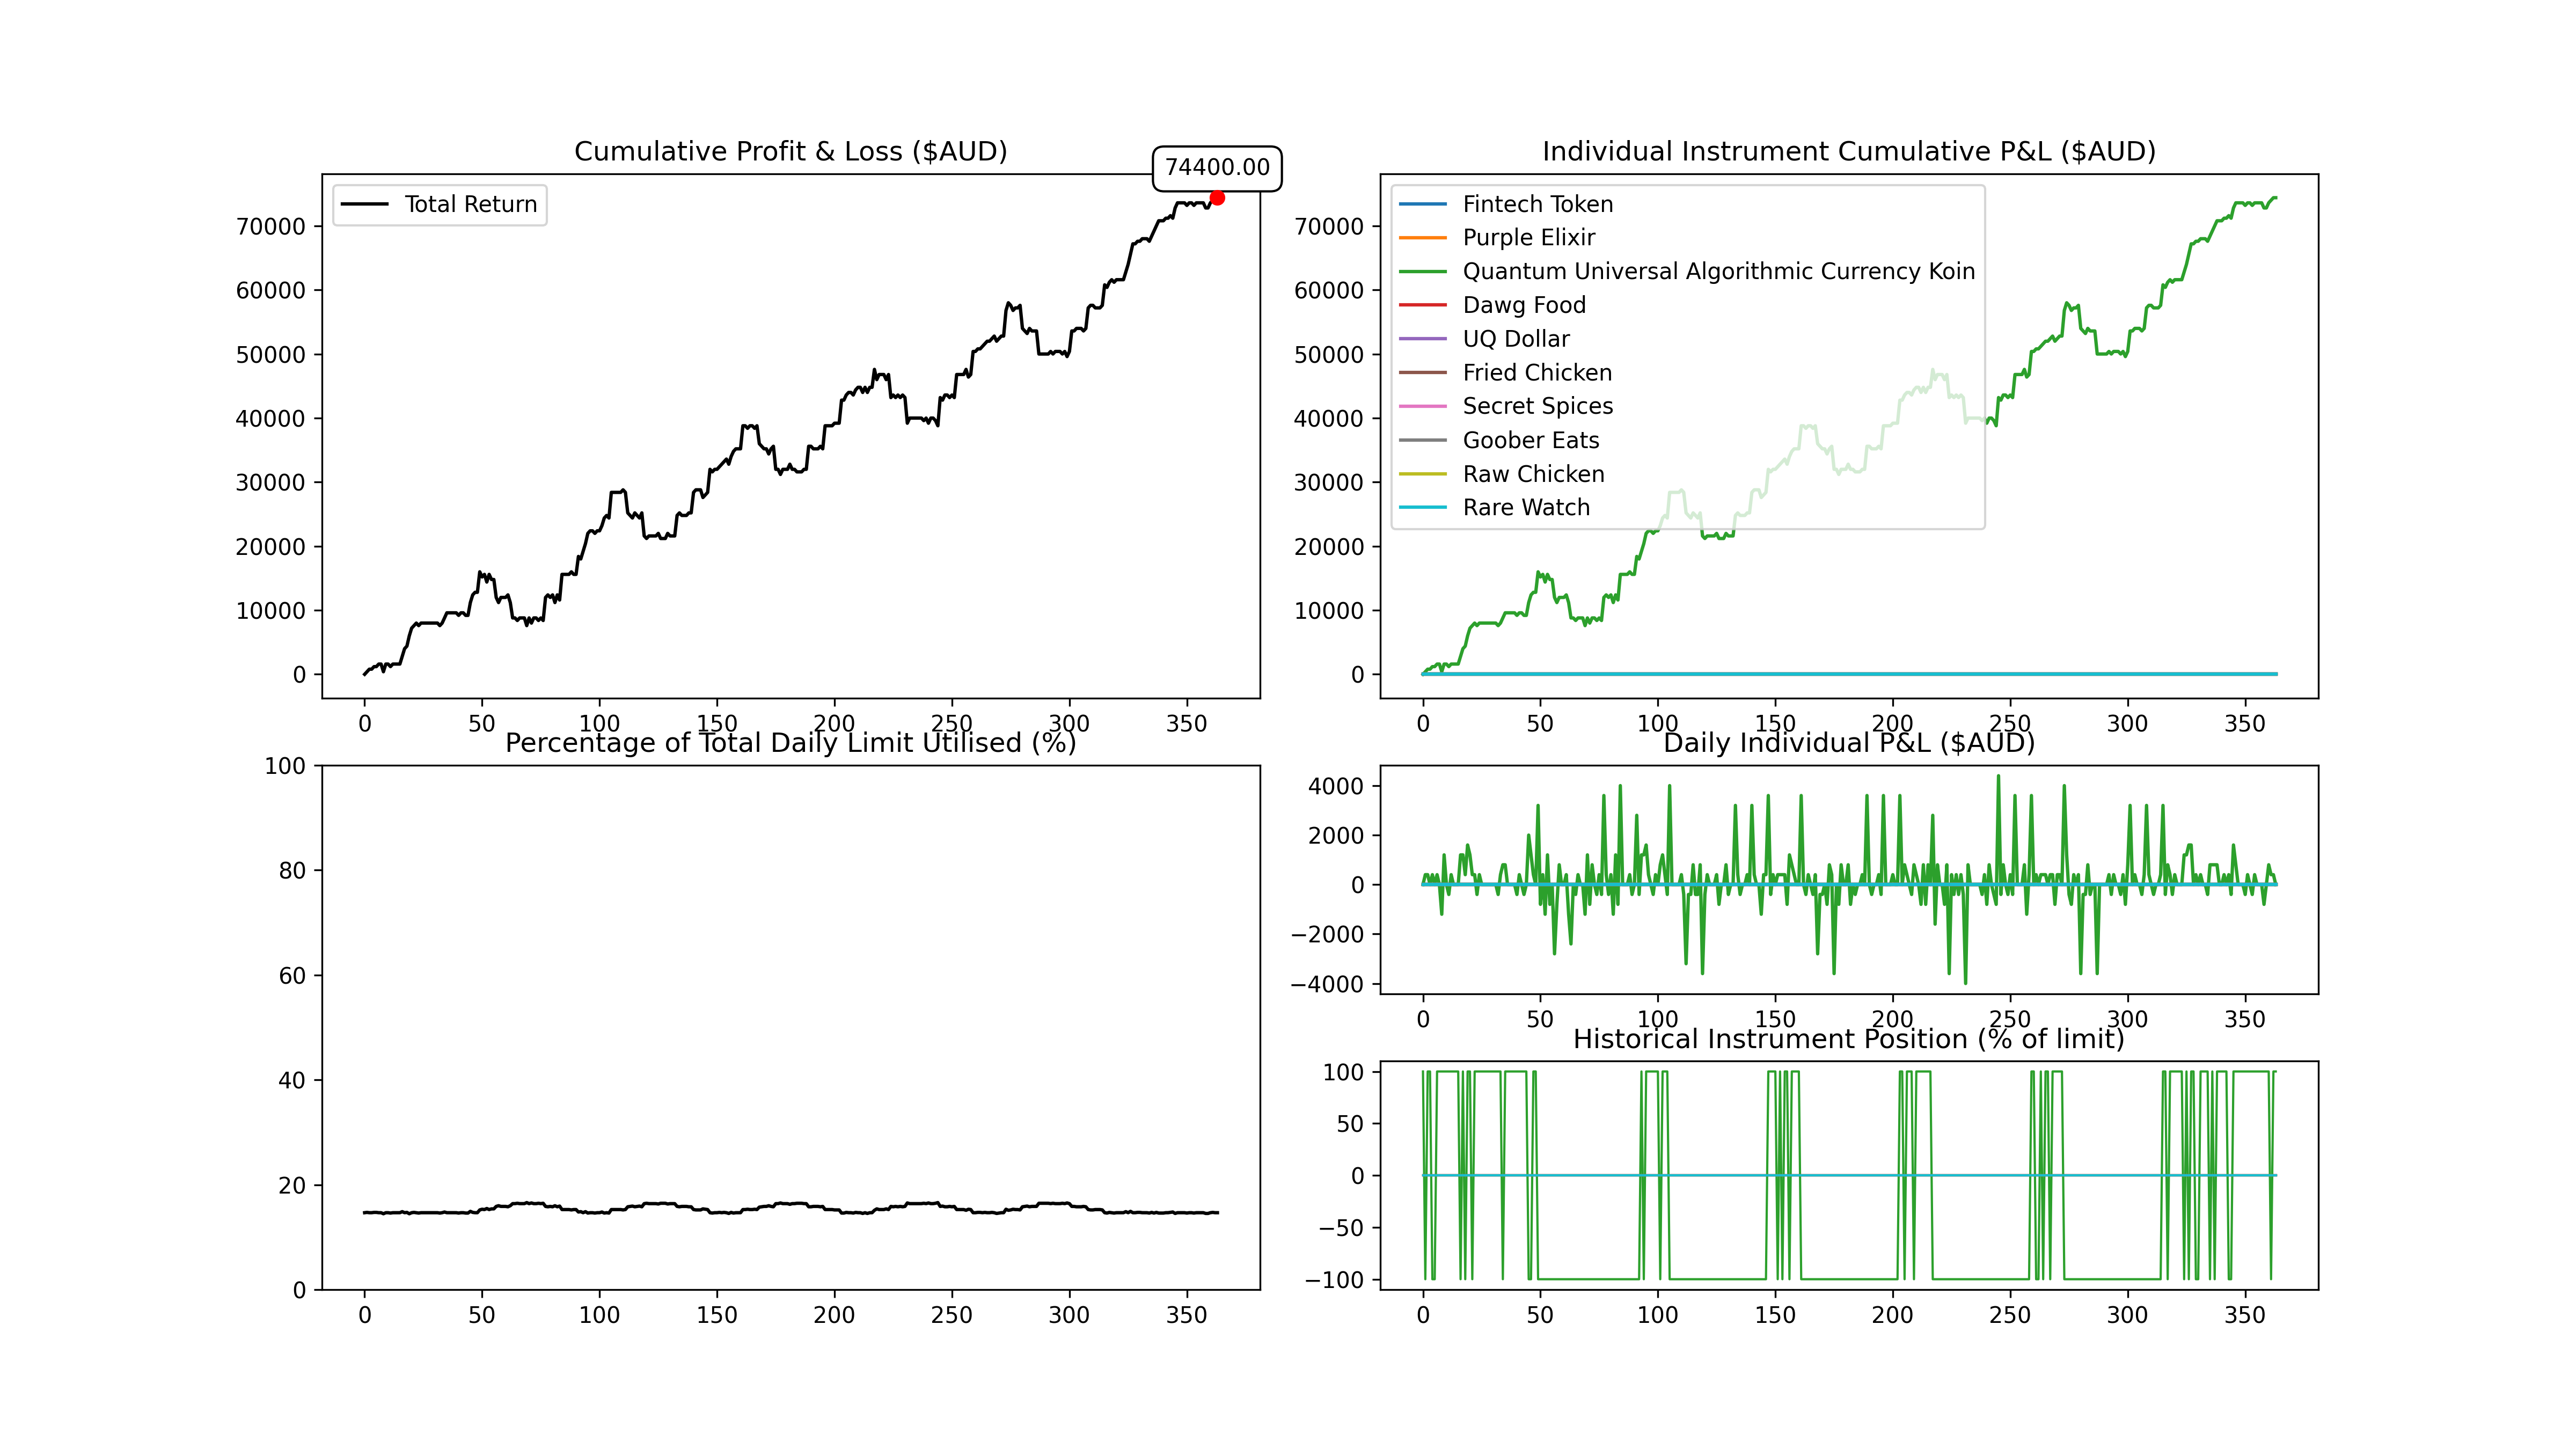 Cumulative Profit & Loss ($AUD)
74400.00
Total Return
70000
60000
50000
40000
30000
20000
10000
0
0 50 100 150 200 250 300 350
Individual Instrument Cumulative P&L ($AUD)
Fintech Token
Purple Elixir
Quantum Universal Algorithmic Currency Koin
Dawg Food
UQ Dollar
Fried Chicken
Secret Spices
Goober Eats
Raw Chicken
Rare Watch
70000
60000
50000
40000
30000
20000
10000
0
0 50 100 150 200 250 300 350
Percentage of Total Daily Limit Utilised (%)
100
80
60
40
20
0
0 50 100 150 200 250 300 350
Daily Individual P&L ($AUD)
4000
2000
0
−2000
−4000
0 50 100 150 200 250 300 350
Historical Instrument Position (% of limit)
100
50
0
−50
−100
0 50 100 150 200 250 300 350